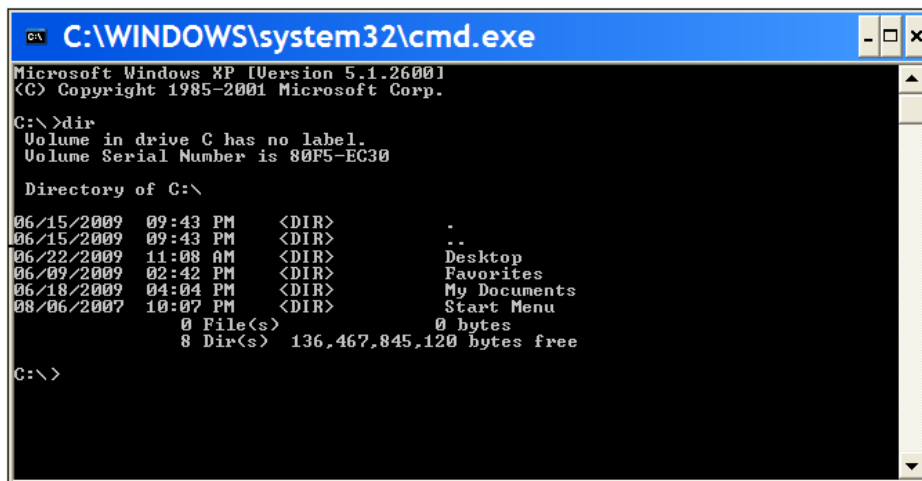 C:\WINDOWS\system32\cmd.exe
Microsoft Windows XP [Version 5.1.2600]
(C) Copyright 1985-2001 Microsoft Corp.
C:\>dir
Volume in drive C has no label.
Volume Serial Number is 80F5-EC30
Directory of C:\
06/15/2009 09:43 PM <DIR> .
06/15/2009 09:43 PM <DIR> ..
06/22/2009 11:08 AM <DIR> Desktop
06/09/2009 02:42 PM <DIR> Favorites
06/18/2009 04:04 PM <DIR> My Documents
08/06/2007 10:07 PM <DIR> Start Menu
0 File(s) 0 bytes
8 Dir(s) 136,467,845,120 bytes free
C:\>